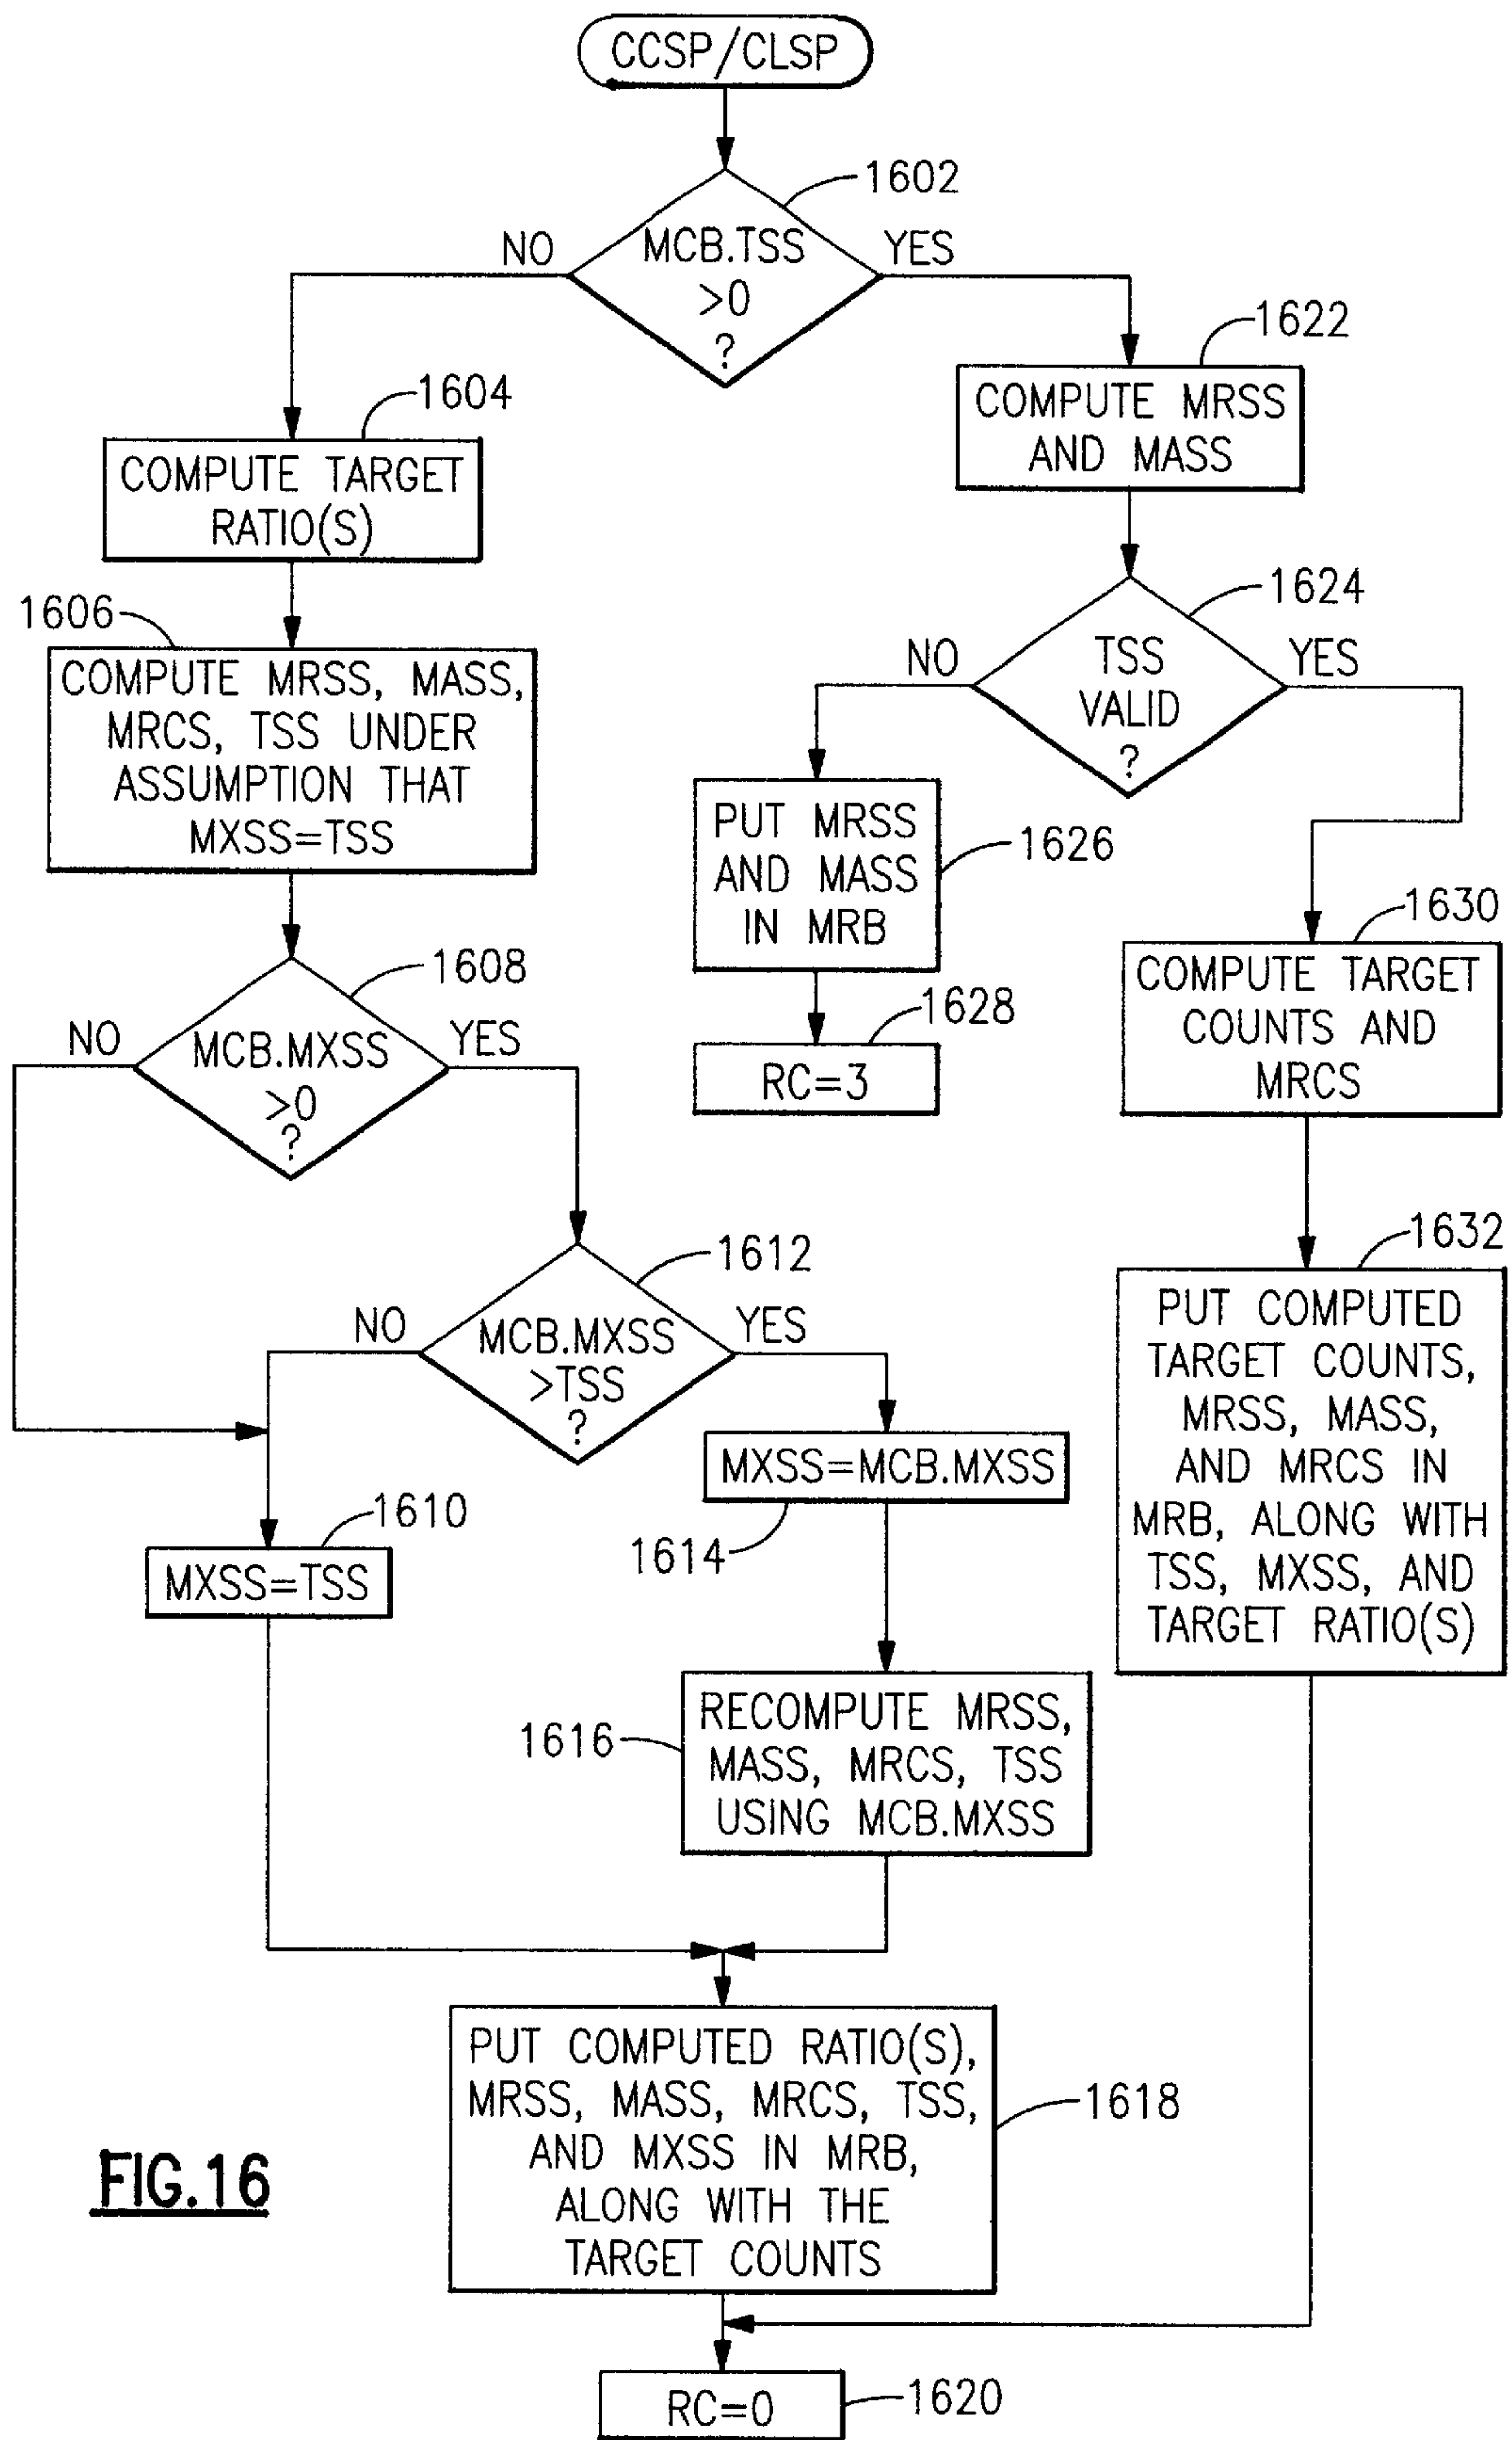 CCSP/CLSP
1602
MCB.TSS
>0
?
NO
YES
1622
COMPUTE MRSS
AND MASS
1604
COMPUTE TARGET
RATIO(S)
1624
TSS
VALID
?
NO
YES
1606
COMPUTE MRSS, MASS,
MRCS, TSS UNDER
ASSUMPTION THAT
MXSS=TSS
1626
PUT MRSS
AND MASS
IN MRB
1630
COMPUTE TARGET
COUNTS AND
MRCS
1608
MCB.MXSS
>0
?
NO
YES
1628
RC=3
1612
MCB.MXSS
>TSS
?
NO
YES
1632
PUT COMPUTED
TARGET COUNTS,
MRSS, MASS,
AND MRCS IN
MRB, ALONG WITH
TSS, MXSS, AND
TARGET RATIO(S)
MXSS=MCB.MXSS
1614
1610
MXSS=TSS
1616
RECOMPUTE MRSS,
MASS, MRCS, TSS
USING MCB.MXSS
PUT COMPUTED RATIO(S),
MRSS, MASS, MRCS, TSS,
AND MXSS IN MRB,
ALONG WITH THE
TARGET COUNTS
1618
FIG.16
RC=0
1620